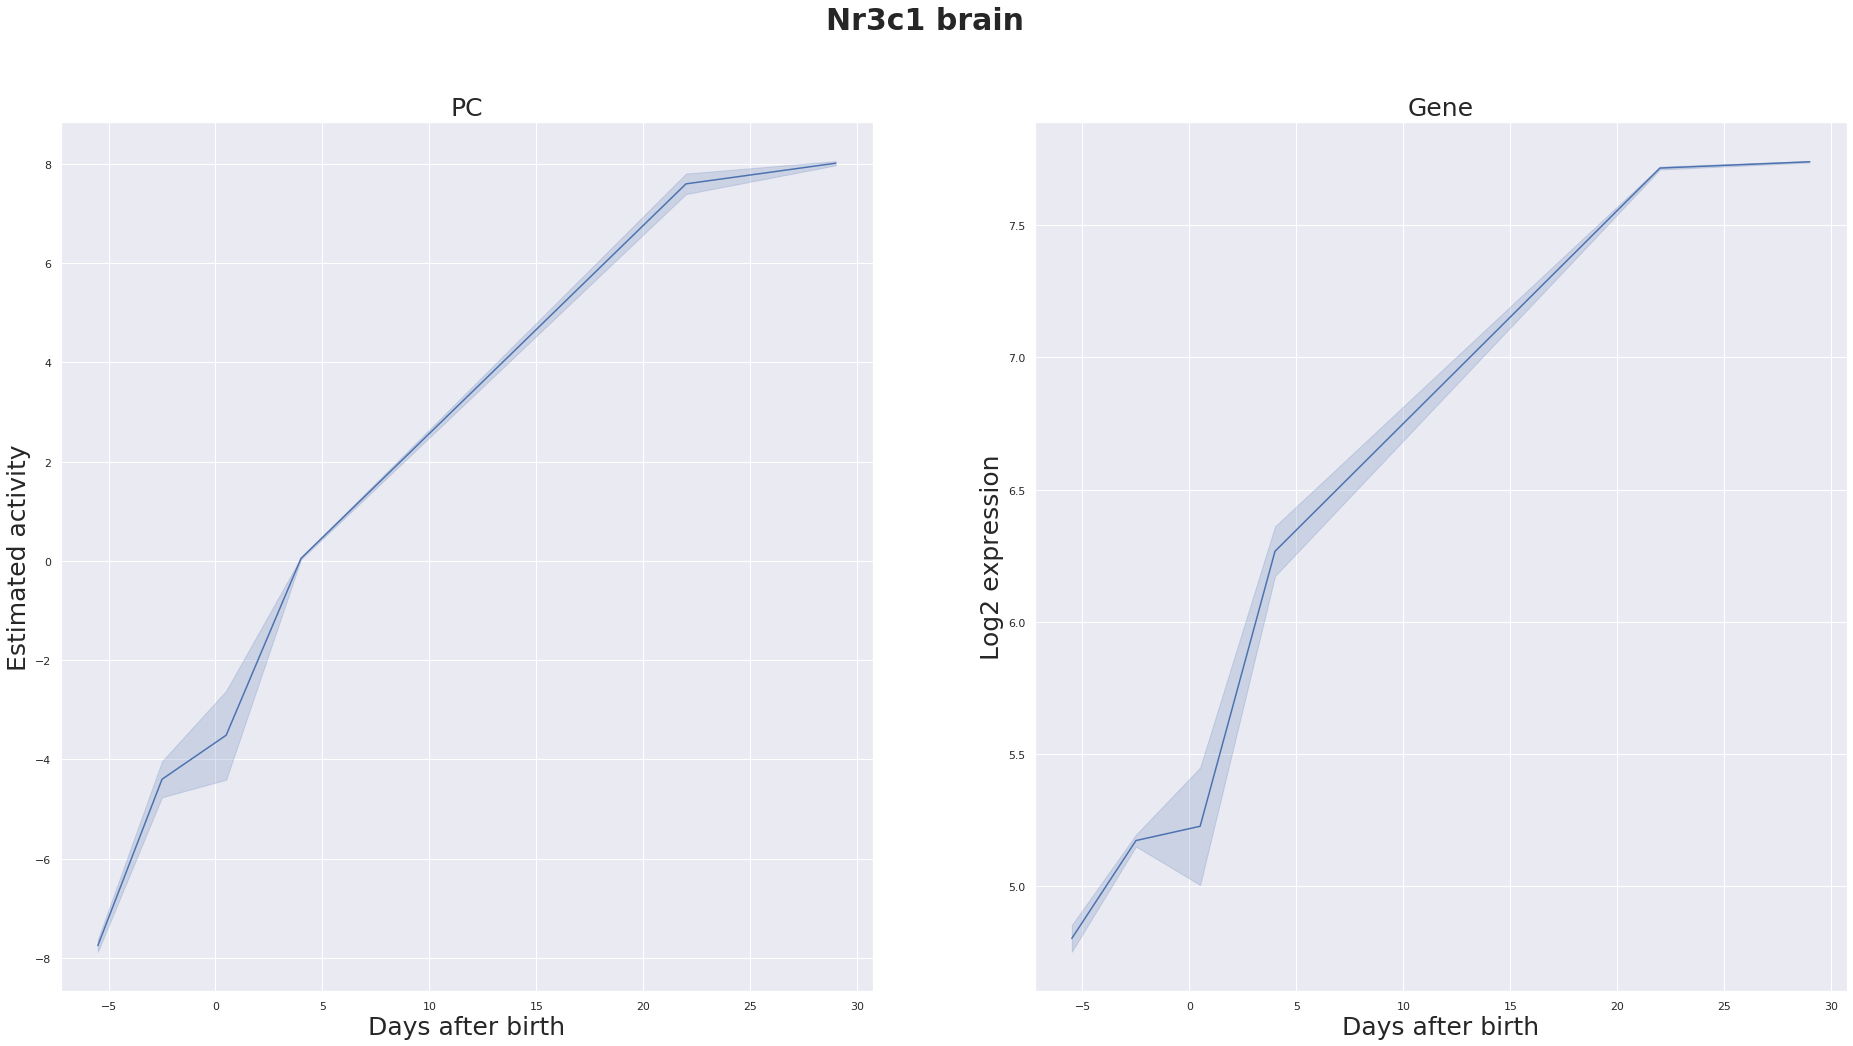 Nr3c1 brain
PC
Estimated activity
8
6
4
2
0
−2
−4
−6
−8
−5 0 5 10 15 20 25 30
Days after birth
Gene
Log2 expression
7.5
7.0
6.5
6.0
5.5
5.0
−5 0 5 10 15 20 25 30
Days after birth